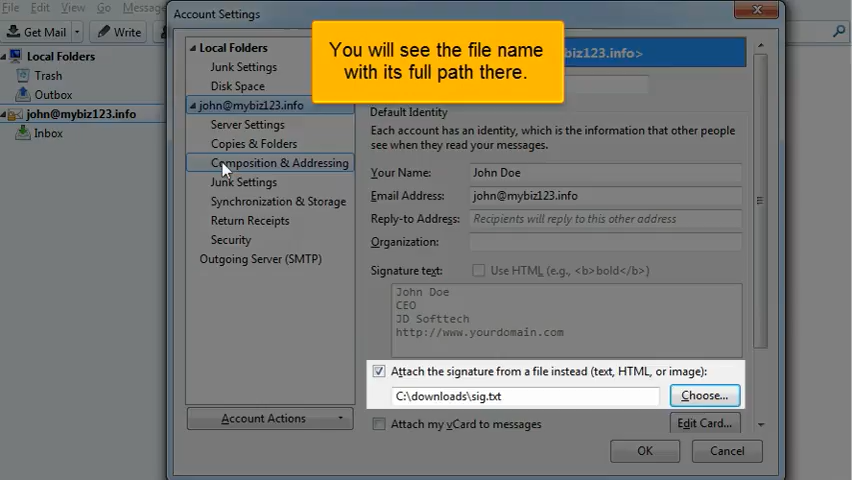 File Edit View Go
Account Settings
Get Mail
Write
Local Folders
Trash
Outbox
john@mybiz123.info
Inbox
Local Folders
Junk Settings
Disk Space
john@mybiz123.info
Server Settings
Copies & Folders
Composition & Addressing
Junk Settings
Synchronization & Storage
Return Receipts
Security
Outgoing Server (SMTP)
Account Actions
You will see the file name
with its full path there.
biz123.info>
Default Identity
Each account has an identity, which is the information that other people
see when they read your messages.
Your Name: John Doe
Email Address: john@mybiz123.info
Reply-to Address: Recipients will reply to this other address
Organization:
Signature text: Use HTML (e.g., <b>bold</b>)
John Doe
CEO
JD Softtech
http://www.yourdomain.com
Attach the signature from a file instead (text, HTML, or image):
C:\downloads\sig.txt Choose...
Attach my vCard to messages Edit Card...
OK Cancel